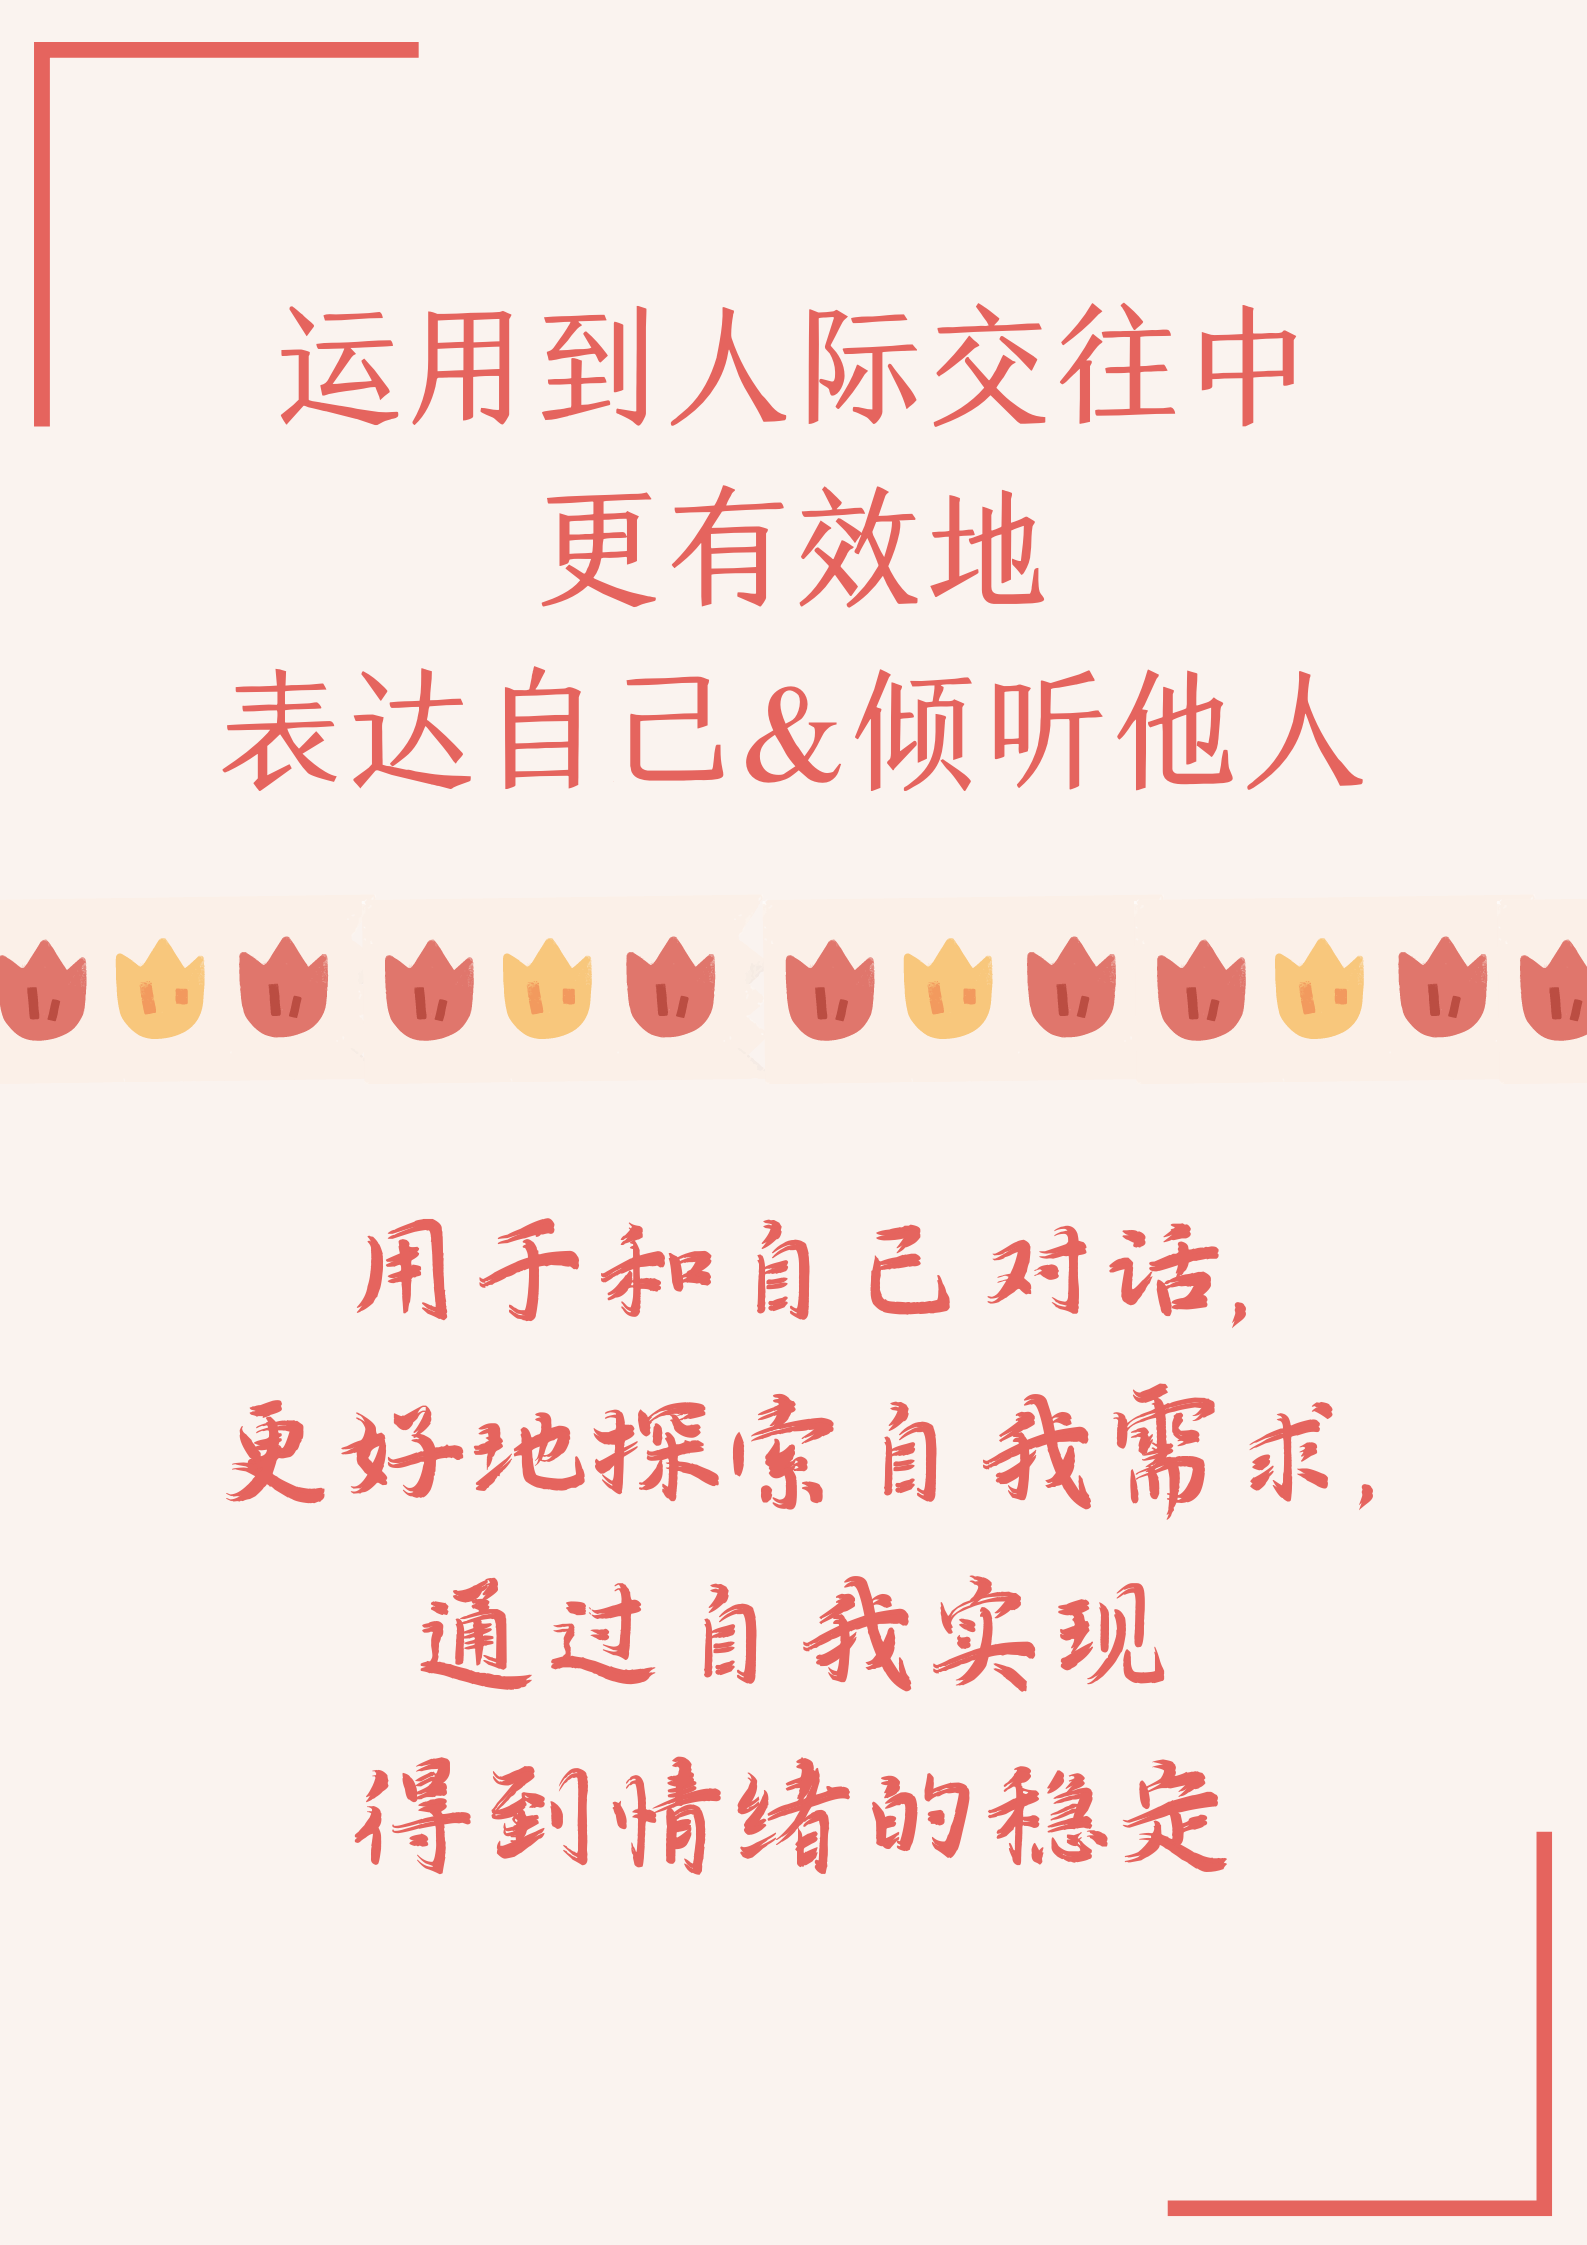 运用到人际交往中
更有效地
表达自己&倾听他人
用于和自己对话,
更好地探索自我需求,
通过自我实现
得到情绪的稳定